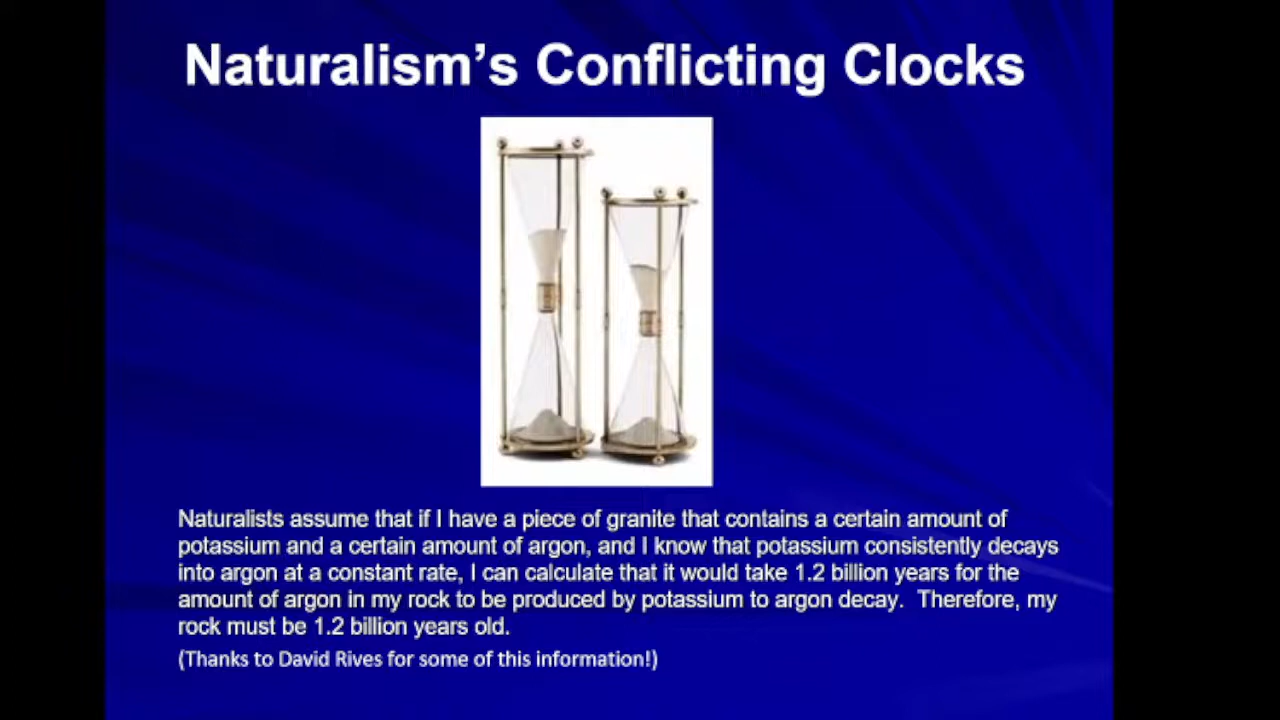 Naturalism’s Conflicting Clocks
Naturalists assume that if I have a piece of granite that contains a certain amount of
potassium and a certain amount of argon, and I know that potassium consistently decays
into argon at a constant rate, I can calculate that it would take 1.2 billion years for the
amount of argon in my rock to be produced by potassium to argon decay.  Therefore, my
rock must be 1.2 billion years old.
(Thanks to David Rives for some of this information!)